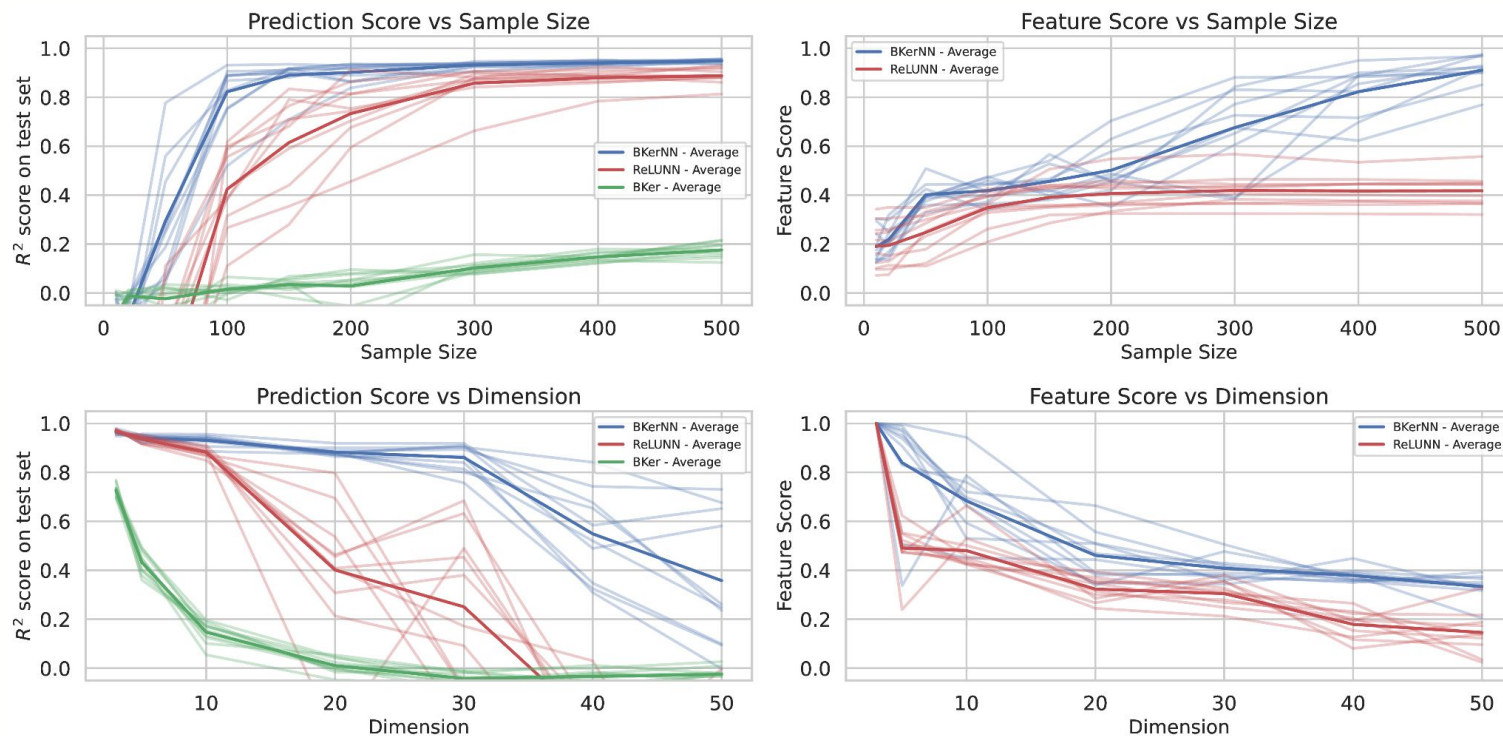 Prediction Score vs Sample Size
1.0
0.8
0.6
0.4
0.2
0.0
R² score on test set
BKerNN - Average
ReLUNN - Average
BKer - Average
0 100 200 300 400 500
Sample Size
Feature Score vs Sample Size
1.0
0.8
0.6
0.4
0.2
0.0
Feature Score
BKerNN - Average
ReLUNN - Average
0 100 200 300 400 500
Sample Size
Prediction Score vs Dimension
1.0
0.8
0.6
0.4
0.2
0.0
R² score on test set
BKerNN - Average
ReLUNN - Average
BKer - Average
10 20 30 40 50
Dimension
Feature Score vs Dimension
1.0
0.8
0.6
0.4
0.2
0.0
Feature Score
BKerNN - Average
ReLUNN - Average
10 20 30 40 50
Dimension